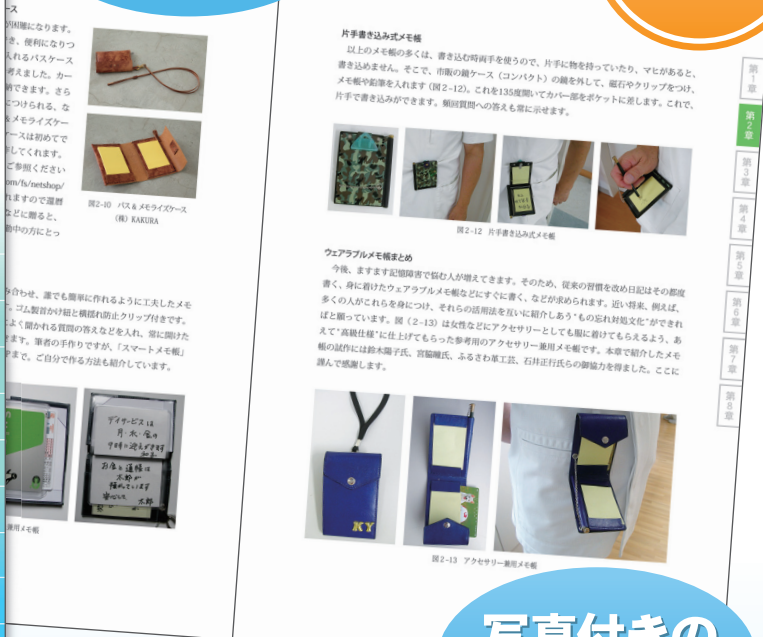 ース
が困難になります。
き、便利になりつ
入れるパスケース
考えました。カー
納できます。さら
につけられる、な
&メモライズケー
ケースは初めてで
作してくれます。
ご参照ください
om/fs/netshop/
れますので還暦
などに贈ると、
動中の方にとっ
図2-10 パス & メモライズケース
(株) KAKURA
み合わせ、誰でも簡単に作れるように工夫したメモ
す。ゴム製首かけ紐と横揺れ防止クリップ付きです。
によく聞かれる質問の答えなどを入れ、常に開けた
きます。筆者の手作りですが、「スマートメモ帳」
やまで、ご自分で作る方法も紹介しています。
デイサービスは
月・水・金の
お金と通帳は
太郎が
預かっています
安心して 太郎
兼用メモ帳
片手書き込み式メモ帳
以上のメモ帳の多くは、書き込む時両手を使うので、片手に物を持っていたり、マヒがあると、
書き込めません。そこで、市販の鏡ケース（コンパクト）の鏡を外して、磁石やクリップをつけ、
メモ帳や鉛筆を入れます（図2-12）。これを135度開いてカバー部をポケットに差します。これで、
片手で書き込みができます。頻回質問への答えも常に示せます。
図2-12 片手書き込み式メモ帳
ウェアラブルメモ帳まとめ
今後、ますます記憶障害で悩む人が増えてきます。そのため、従来の習慣を改め日記はその都度
書く、身に着けたウェアラブルメモ帳などにすぐに書く、などが求められます。近い将来、例えば、
多くの人がこれらを身につけ、それらの活用法を互いに紹介しあう“もの忘れ対処文化”ができれ
ばと願っています。図（2-13）は女性などにアクセサリーとしても服に着けてもらえるよう、あ
えて“高級仕様”に仕上げてもらった参考用のアクセサリー兼用メモ帳です。本章で紹介したメモ
帳の試作には鈴木陽子氏、宮脇瞳氏、ふるさわ革工芸、石井正行氏らの御協力を得ました。ここに
謹んで感謝します。
KY
図2-13 アクセサリー兼用メモ帳
第1章
第2章
第3章
第4章
第5章
第6章
第7章
第8章
写真付きの